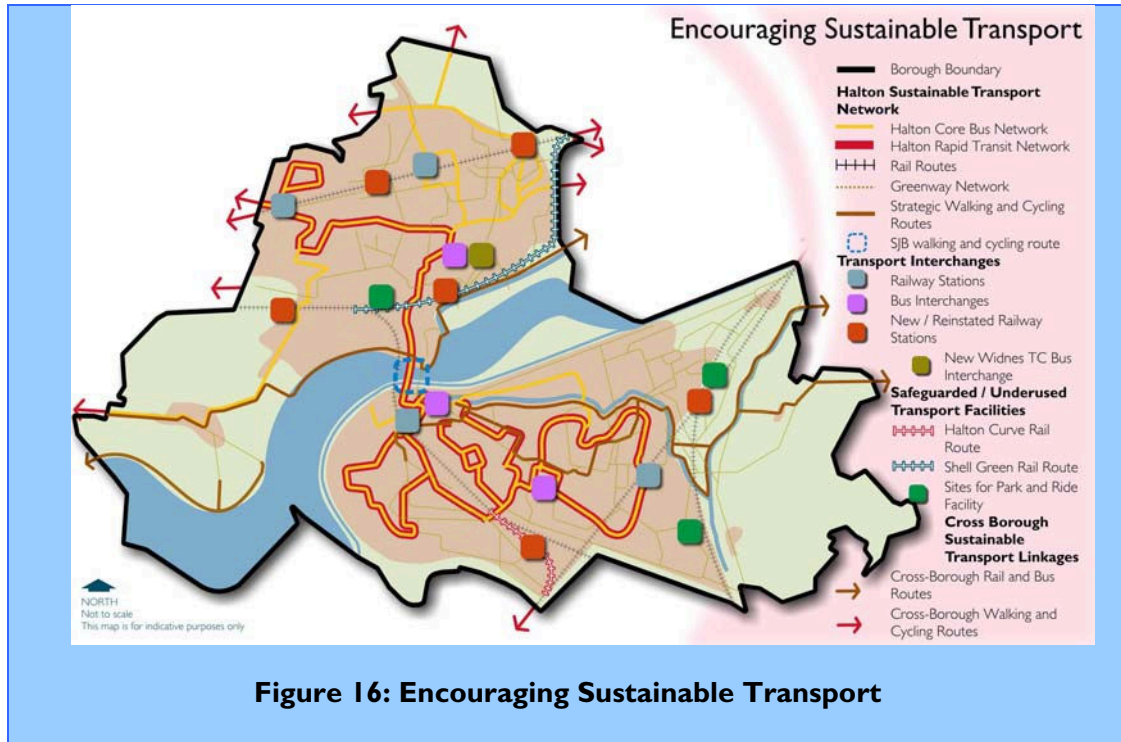 Encouraging Sustainable Transport
Borough Boundary
Halton Sustainable Transport
Network
Halton Core Bus Network
Halton Rapid Transit Network
Rail Routes
Greenway Network
Strategic Walking and Cycling
Routes
SJB walking and cycling route
Transport Interchanges
Railway Stations
Bus Interchanges
New / Reinstated Railway
Stations
New Widnes TC Bus
Interchange
Safeguarded / Underused
Transport Facilities
Halton Curve Rail
Route
Shell Green Rail Route
Sites for Park and Ride
Facility
Cross Borough
Sustainable
Transport Linkages
Cross-Borough Rail and Bus
Routes
Cross-Borough Walking and
Cycling Routes
NORTH
Not to scale
This map is for indicative purposes only
Figure 16: Encouraging Sustainable Transport